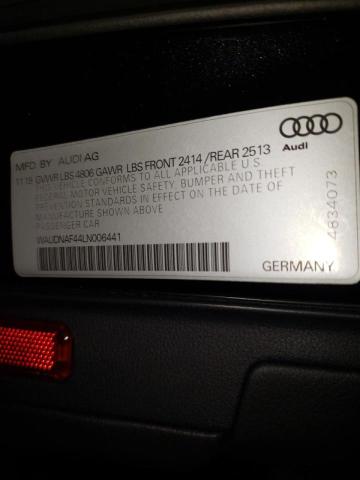 MFD. BY AUDI AG
11 19 GVWR LBS 4806 GAWR LBS FRONT 2414 / REAR 2513
THIS VEHICLE CONFORMS TO ALL APPLICABLE U.S.
FEDERAL MOTOR VEHICLE SAFETY, BUMPER AND THEFT
PREVENTION STANDARDS IN EFFECT ON THE DATE OF
MANUFACTURE SHOWN ABOVE
PASSENGER CAR
WAUDNAF44LN006441
GERMANY
Audi
4834073